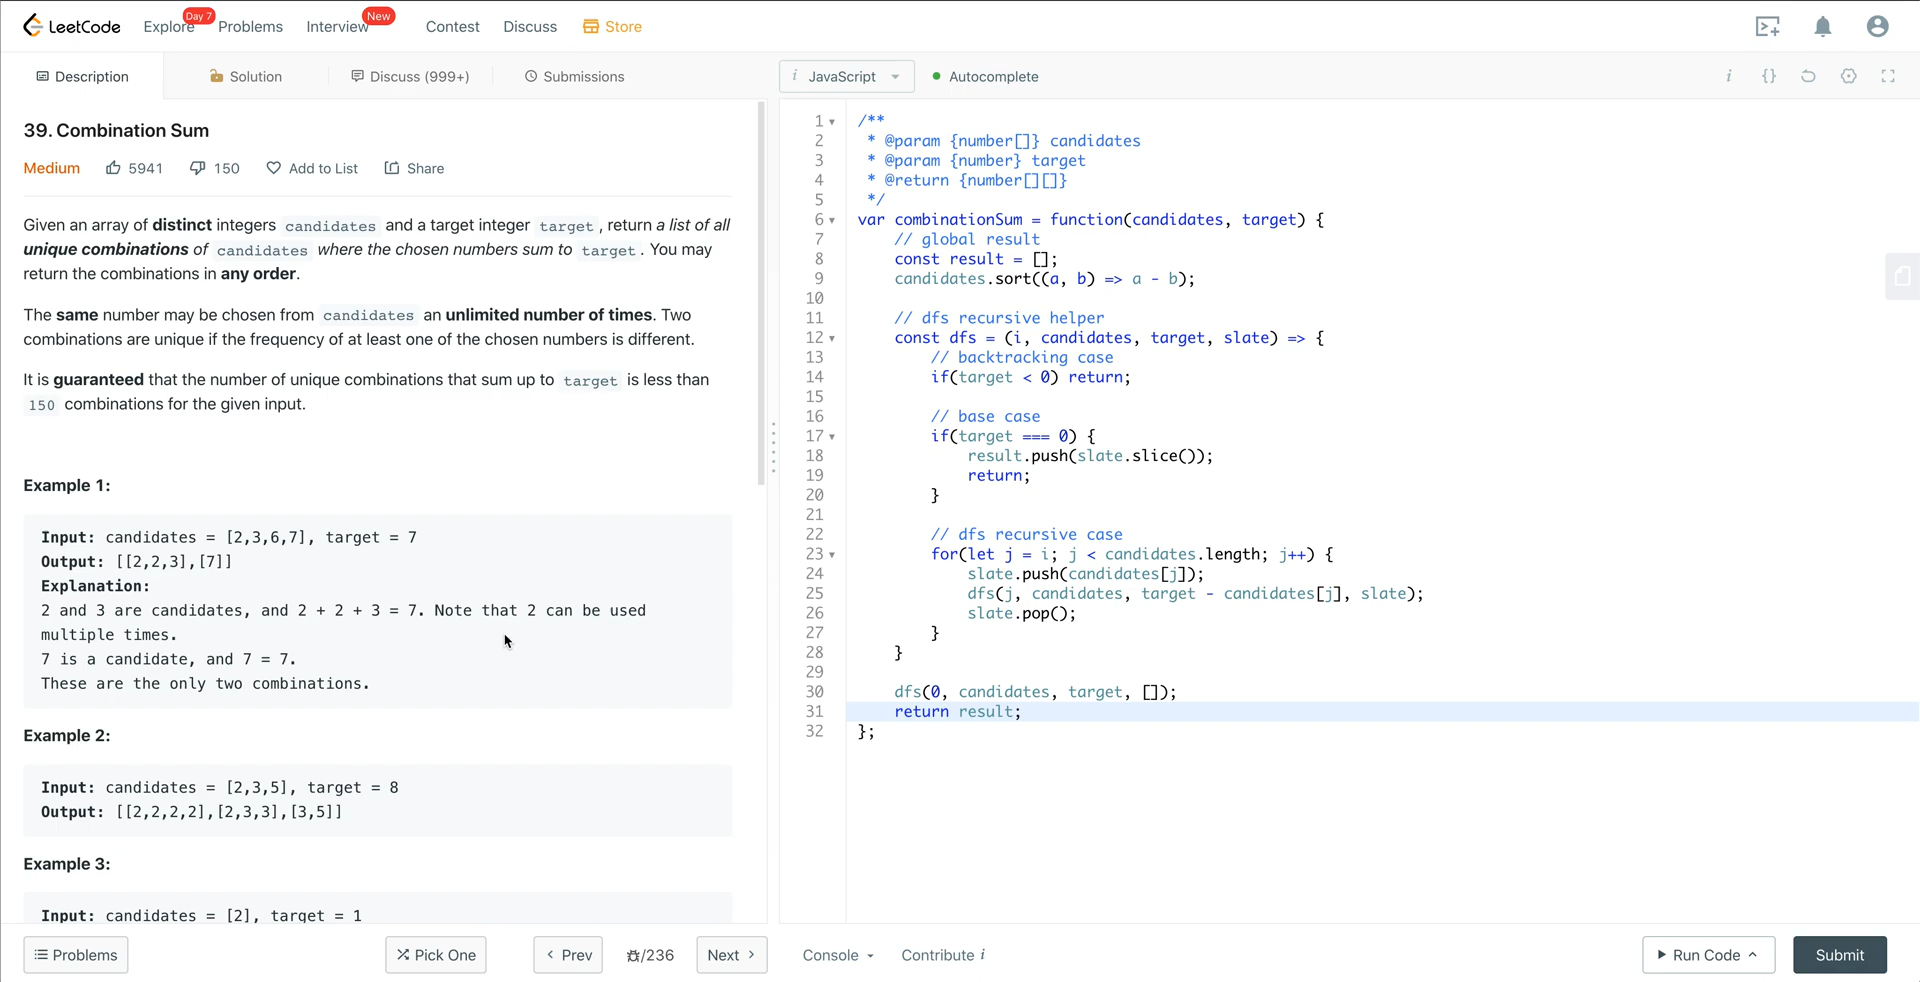 LeetCode Explore Day 7 Problems Interview New Contest Discuss Store
Description Solution Discuss (999+) Submissions
39. Combination Sum
Medium 5941 150 Add to List Share
Given an array of distinct integers candidates and a target integer target , return a list of all
unique combinations of candidates where the chosen numbers sum to target . You may
return the combinations in any order.
The same number may be chosen from candidates an unlimited number of times. Two
combinations are unique if the frequency of at least one of the chosen numbers is different.
It is guaranteed that the number of unique combinations that sum up to target is less than
150 combinations for the given input.
Example 1:
Input: candidates = [2,3,6,7], target = 7
Output: [[2,2,3],[7]]
Explanation:
2 and 3 are candidates, and 2 + 2 + 3 = 7. Note that 2 can be used
multiple times.
7 is a candidate, and 7 = 7.
These are the only two combinations.
Example 2:
Input: candidates = [2,3,5], target = 8
Output: [[2,2,2,2],[2,3,3],[3,5]]
Example 3:
Input: candidates = [2], target = 1
Problems Pick One Prev /236 Next
i JavaScript Autocomplete i {}
1 /**
2 * @param {number[]} candidates
3 * @param {number} target
4 * @return {number[][]}
5 */
6 var combinationSum = function(candidates, target) {
7 // global result
8 const result = [];
9 candidates.sort((a, b) => a - b);
10
11 // dfs recursive helper
12 const dfs = (i, candidates, target, slate) => {
13 // backtracking case
14 if(target < 0) return;
15
16 // base case
17 if(target === 0) {
18 result.push(slate.slice());
19 return;
20 }
21
22 // dfs recursive case
23 for(let j = i; j < candidates.length; j++) {
24 slate.push(candidates[j]);
25 dfs(j, candidates, target - candidates[j], slate);
26 slate.pop();
27 }
28 }
29
30 dfs(0, candidates, target, []);
31 return result;
32 };
Console Contribute i Run Code Submit